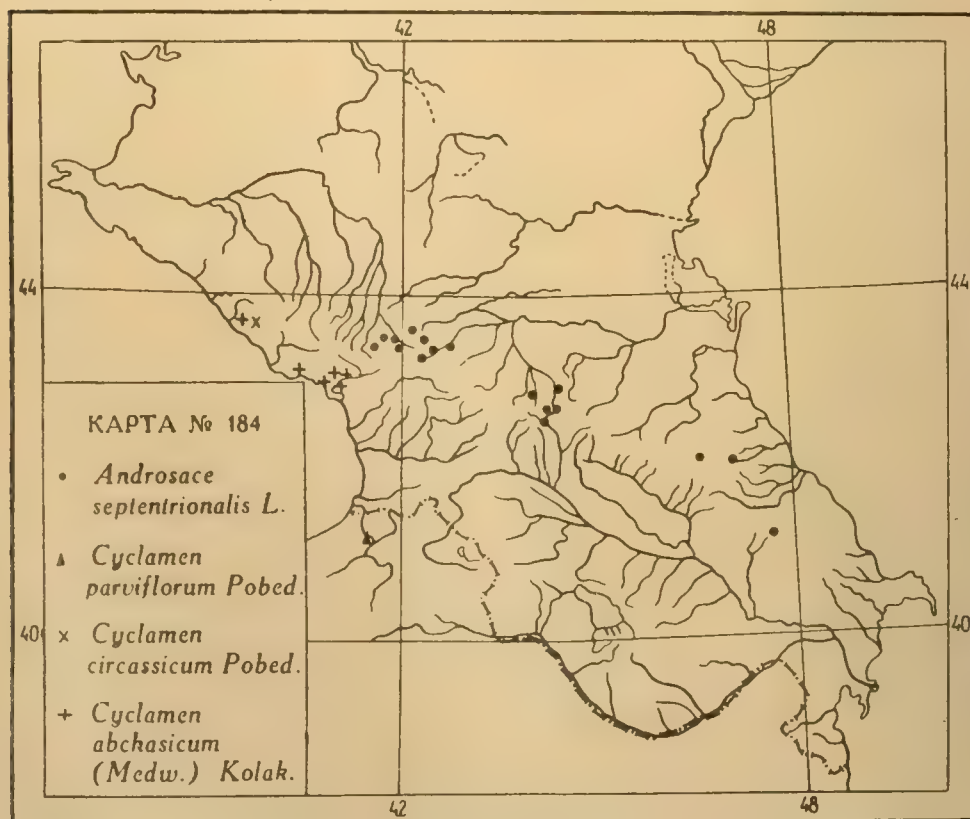 42 48
44 44
КАРТА № 184
• Androsace
septentrionalis L.
▲ Cyclamen
parviflorum Pobed.
× Cyclamen
circassicum Pobed.
+ Cyclamen
abchasicum
(Medw.) Kolak.
40 40
42 48